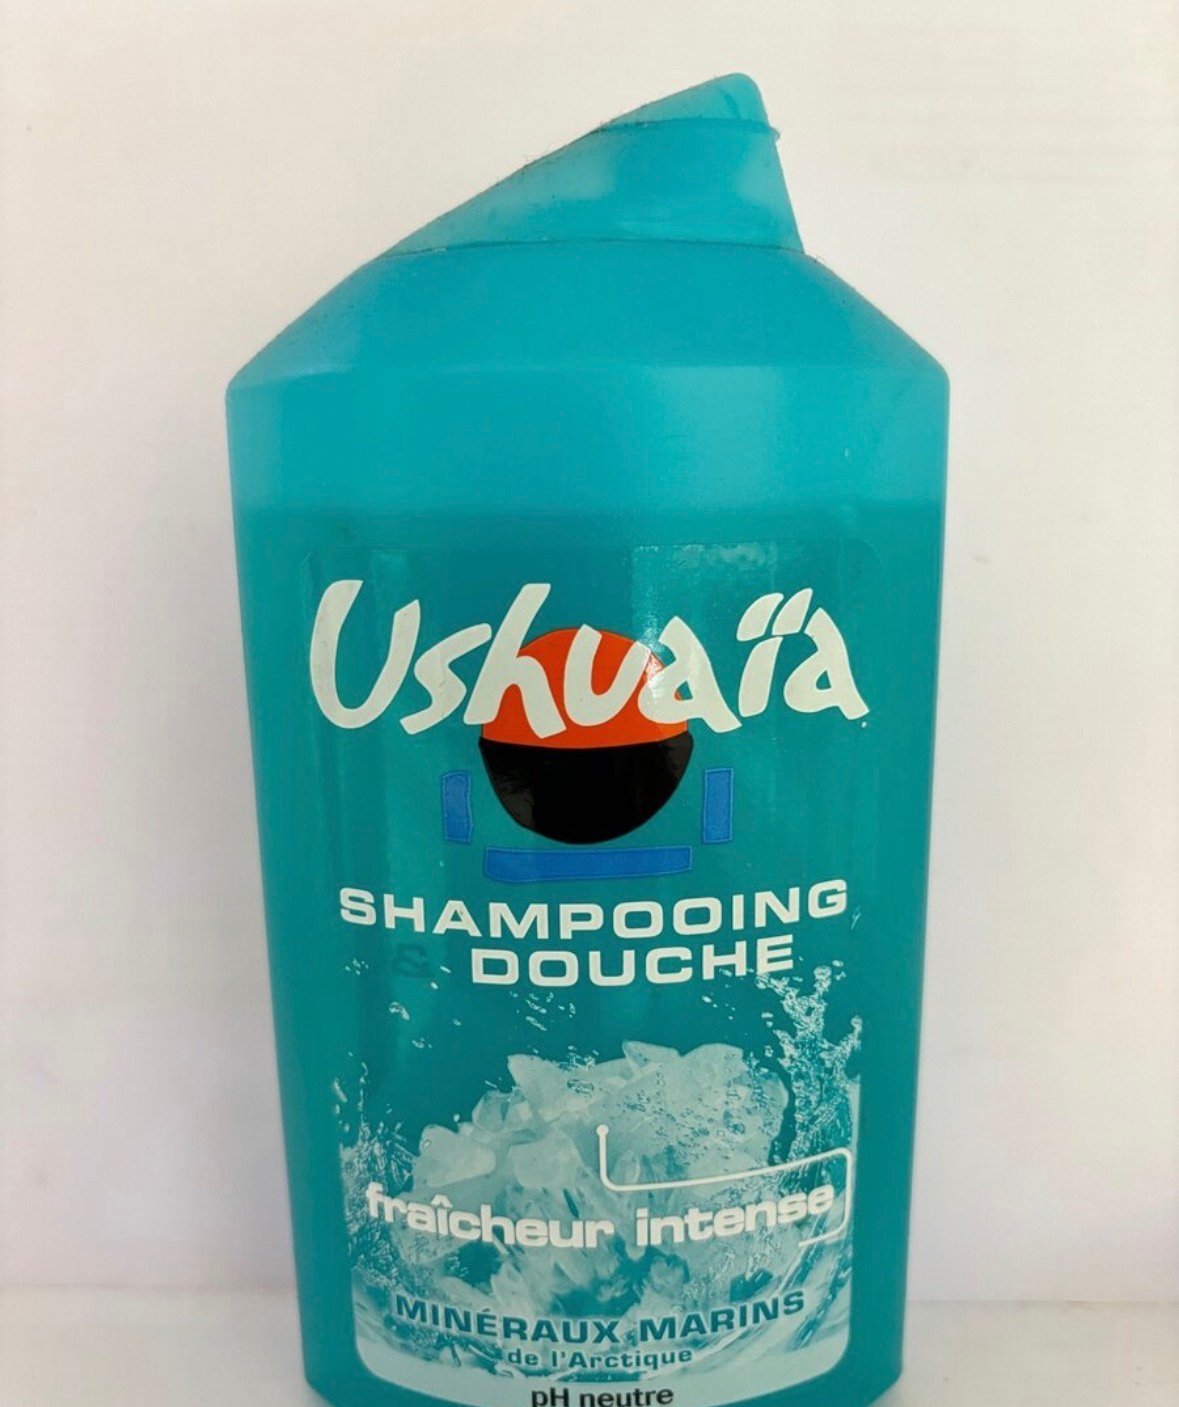 Ushuaïa
SHAMPOOING
& DOUCHE
fraîcheur intense
MINÉRAUX MARINS
de l'Arctique
pH neutre